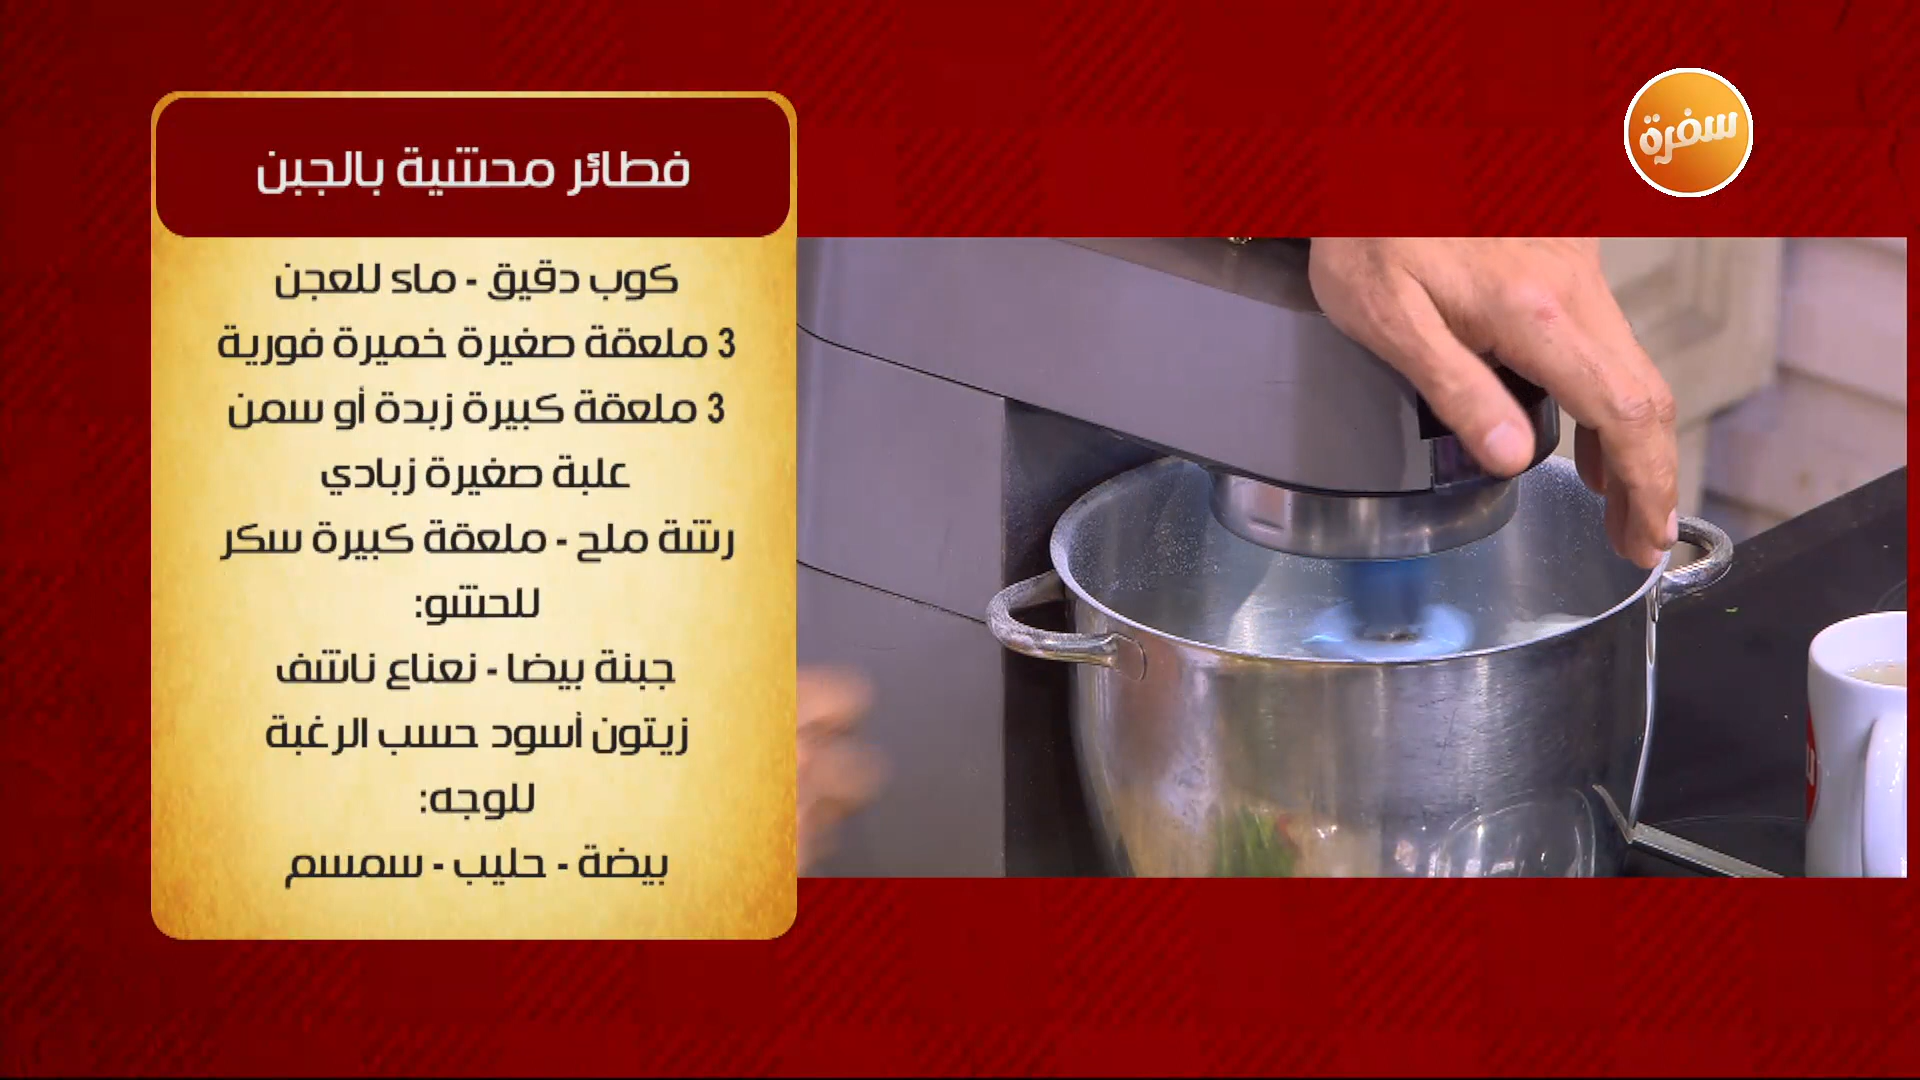 سفرة
فطائر محشية بالجبن
كوب دقيق - ماء للعجن
3 ملعقة صغيرة خميرة فورية
3 ملعقة كبيرة زبدة أو سمن
علبة صغيرة زبادي
رشة ملح - ملعقة كبيرة سكر
للحشو:
جبنة بيضا - نعناع ناشف
زيتون أسود حسب الرغبة
للوجه:
بيضة - حليب - سمسم